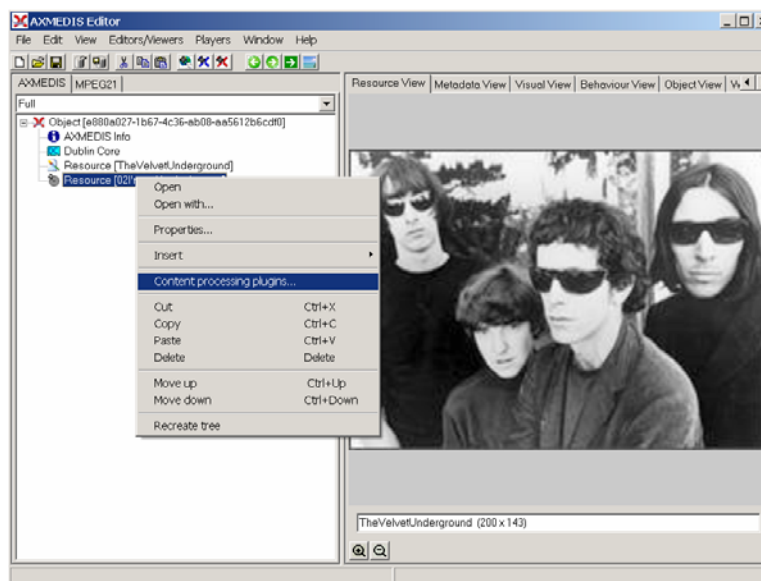 AXMEDIS Editor
File Edit View Editors/Viewers Players Window Help
AXMEDIS MPEG21
Resource View Metadata View Visual View Behaviour View Object View
Full
Object [e880a027-1b67-4c36-ab08-aa5612b6cdf0]
AXMEDIS Info
Dublin Core
Resource [TheVelvetUnderground]
Resource [02I'
Open
Open with...
Properties...
Insert
Content processing plugins...
Cut Ctrl+X
Copy Ctrl+C
Paste Ctrl+V
Delete Delete
Move up Ctrl+Up
Move down Ctrl+Down
Recreate tree
TheVelvetUnderground (200 x 143)